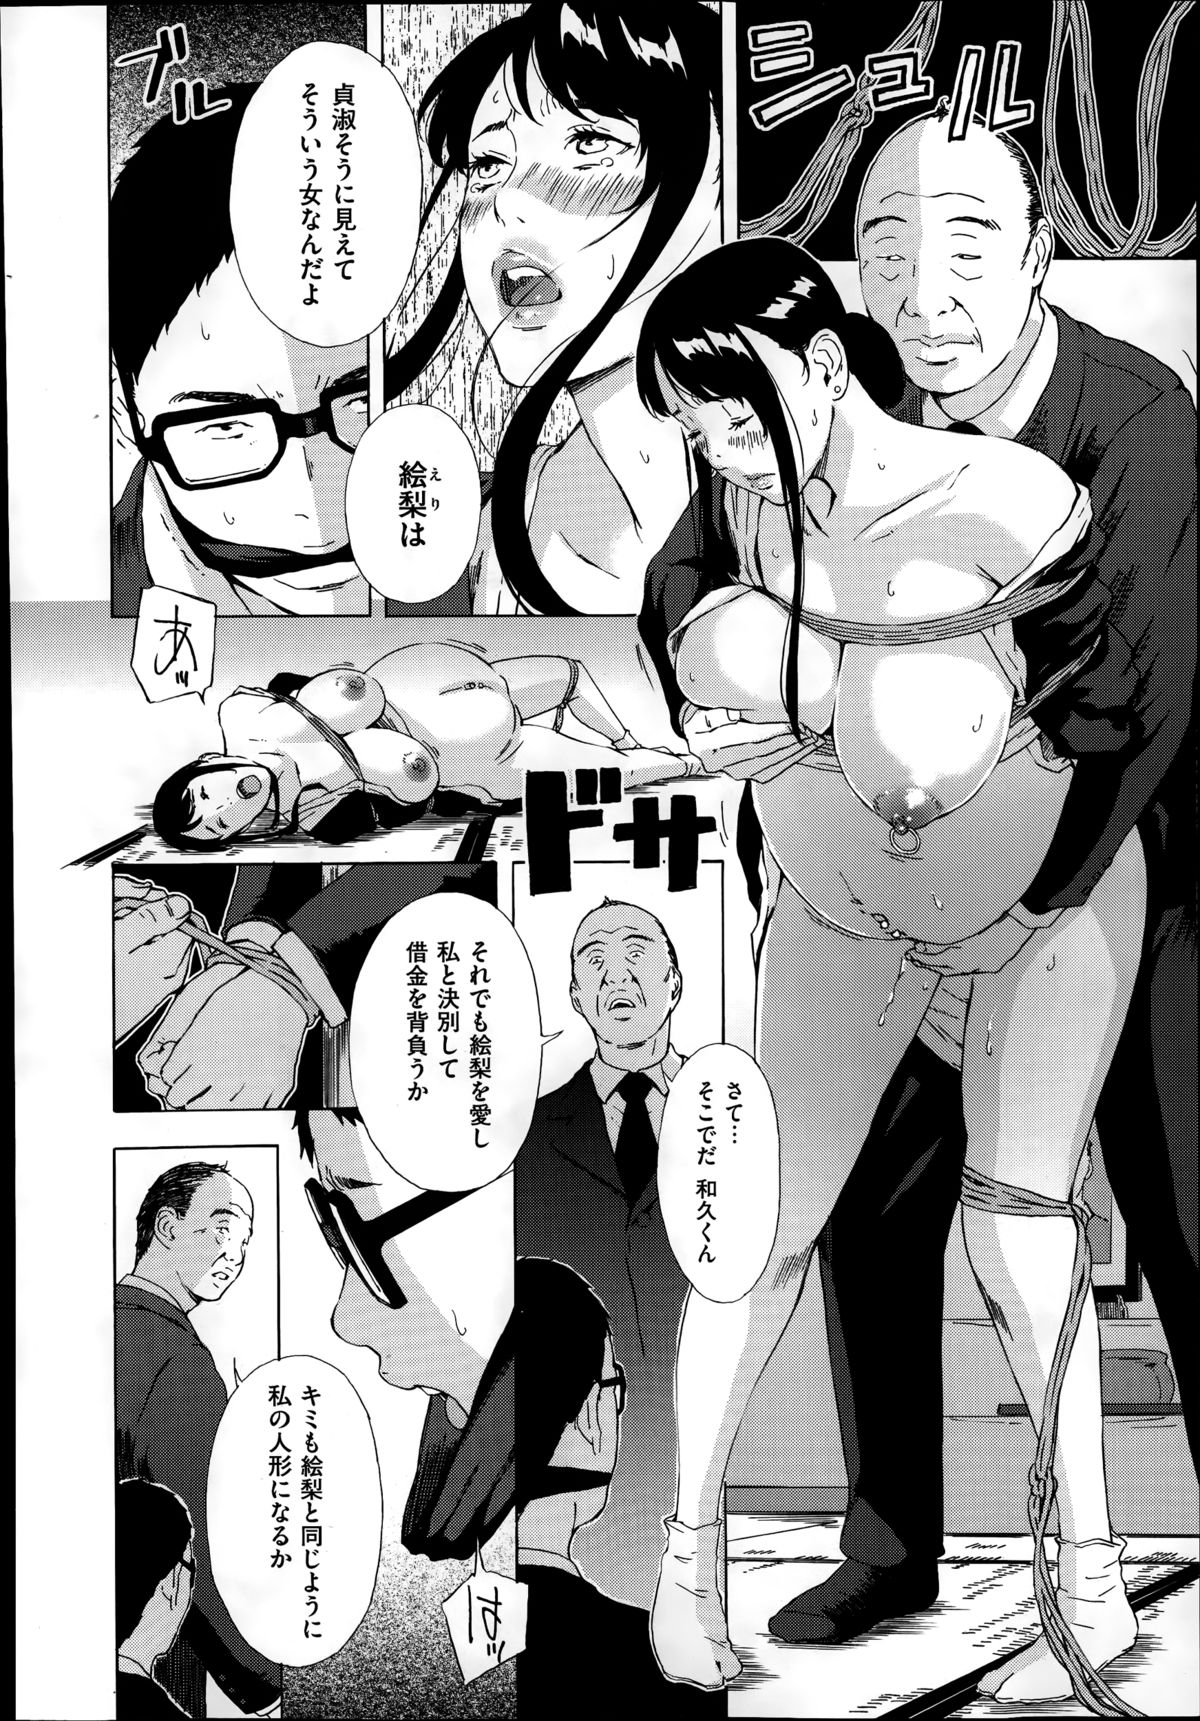 シュル
ブル
絵梨は
えり
貞淑そうに見えて
そういう女なんだよ
あッ
ドサ
さて…
そこでだ 和久くん
それでも絵梨を愛し
私と決別して
借金を背負うか
はッ
キミも絵梨と同じように
私の人形になるか